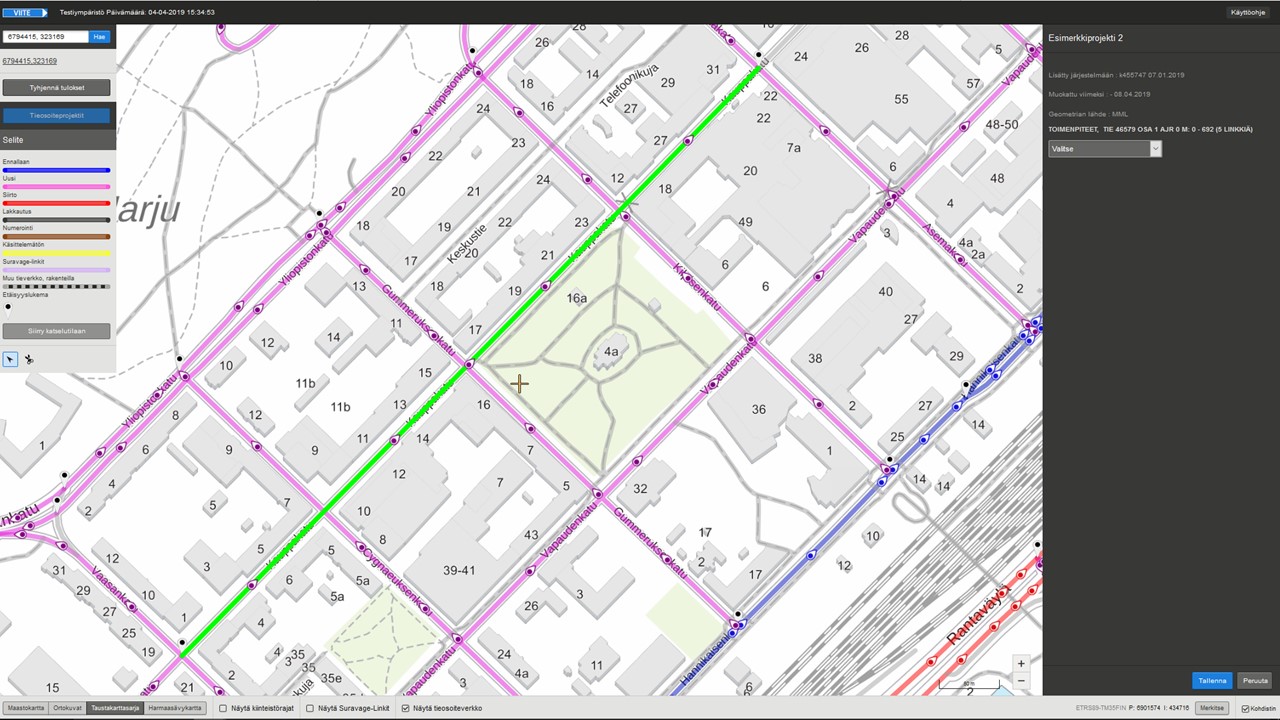 VIITE
Testiympäristö Päivämäärä: 04-04-2019 15:34:53
Käyttöohje
6794415, 323169
Hae
6794415,323169
Tyhjennä tulokset
Tieosoiteprojektit
Selite
Ennallaan
Uusi
Siirto
Lakkautus
Numerointi
Käsittelemätön
Suravage-linkit
Muu tieverkko, rakenteilla
Etäisyyslukema
Siirry katselutilaan
Esimerkkiprojekti 2
Lisätty järjestelmään : k455747 07.01.2019
Muokattu viimeksi : - 08.04.2019
Geometrian lähde : MML
TOIMENPITEET, TIE 46579 OSA 1 AJR 0 M: 0 - 692 (5 LINKKIÄ)
Valitse
Tallenna
Peruuta
28
26
14
Telefoonikuja
29
31
27
24
18
16
23
22
24
12
27
18
22
22
7a
20
24
26
28
55
5
57
48-50
48
4
4a
2a
2
3
Vapaudenkatu
Asemakatu
Yliopistonkatu
20
21
19
20
22
23
21
Keskustie
Kauppakatu
18
17
13
18
19
17
16a
4a
49
6
6
Kilpisenkatu
40
27
29
38
36
2
27
25
14
1
Hannikaisenkatu
Yliopistonkatu
Gummeruksenkatu
11
14
12
10
11b
11b
15
13
16
14
11
12
9
9
12
8
6
1
4
2
5
7
5
3
6
4
10
8
7
7
5
43
39-41
32
17
2
17
14
14
10
12
Vapaudenkatu
Gummeruksenkatu
Cygnaeuksenkatu
5
5a
5a
12
31
29
27
25
19
10
1
15
21
2
4
35
35
35e
3
24
4a
26
3
11
6
2
Vaasankatu
Vapaudenkatu
Rantaväylä
+
−
Maastokartta
Ortokuvat
Taustakarttasarja
Harmaasävykartta
Näytä kiinteistörajat
Näytä Suravage-Linkit
Näytä tieosoiteverkko
ETRS89-TM35FIN P: 6901574 I: 434716
Merkitse
Kohdistin